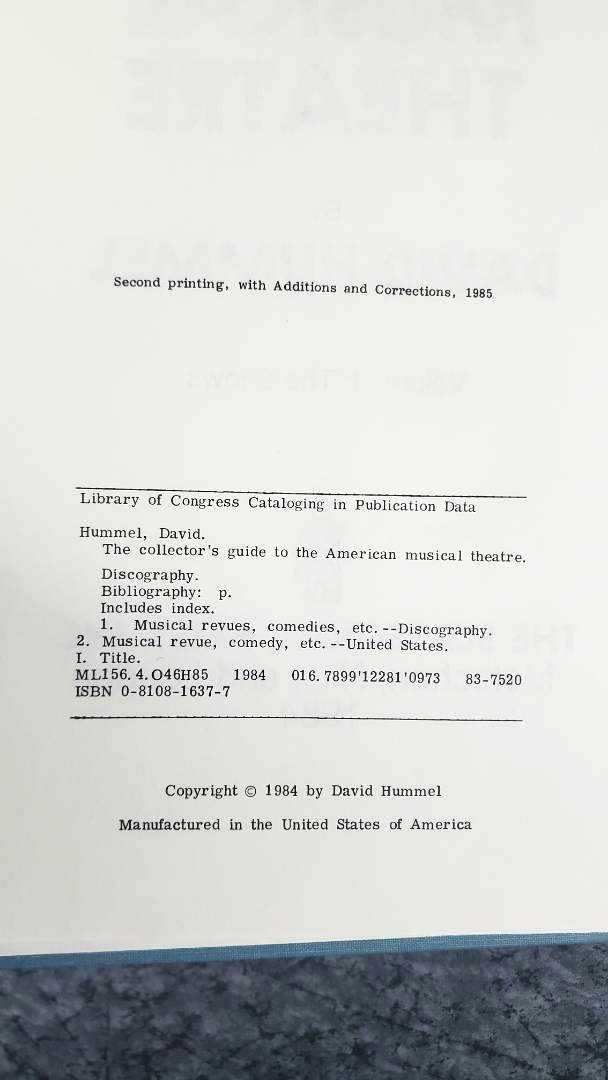 Second printing, with Additions and Corrections, 1985
Library of Congress Cataloging in Publication Data
Hummel, David.
The collector's guide to the American musical theatre.
Discography.
Bibliography: p.
Includes index.
1. Musical revues, comedies, etc.--Discography.
2. Musical revue, comedy, etc.--United States.
I. Title.
ML156.4.O46H85 1984 016.7899'12281'0973 83-7520
ISBN 0-8108-1637-7
Copyright © 1984 by David Hummel
Manufactured in the United States of America